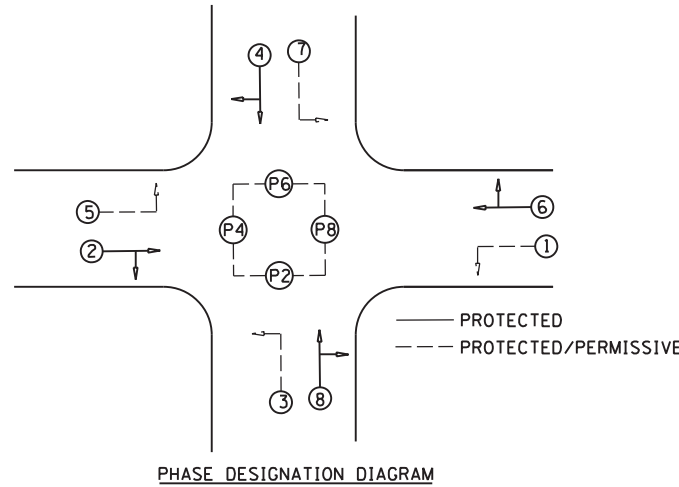 4
7
P6
5
6
P4
P8
2
1
P2
PROTECTED
PROTECTED/PERMISSIVE
3
8
PHASE DESIGNATION DIAGRAM